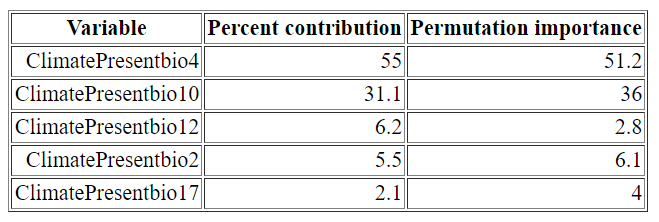 Variable Percent contribution Permutation importance
ClimatePresentbio4 55 51.2
ClimatePresentbio10 31.1 36
ClimatePresentbio12 6.2 2.8
ClimatePresentbio2 5.5 6.1
ClimatePresentbio17 2.1 4